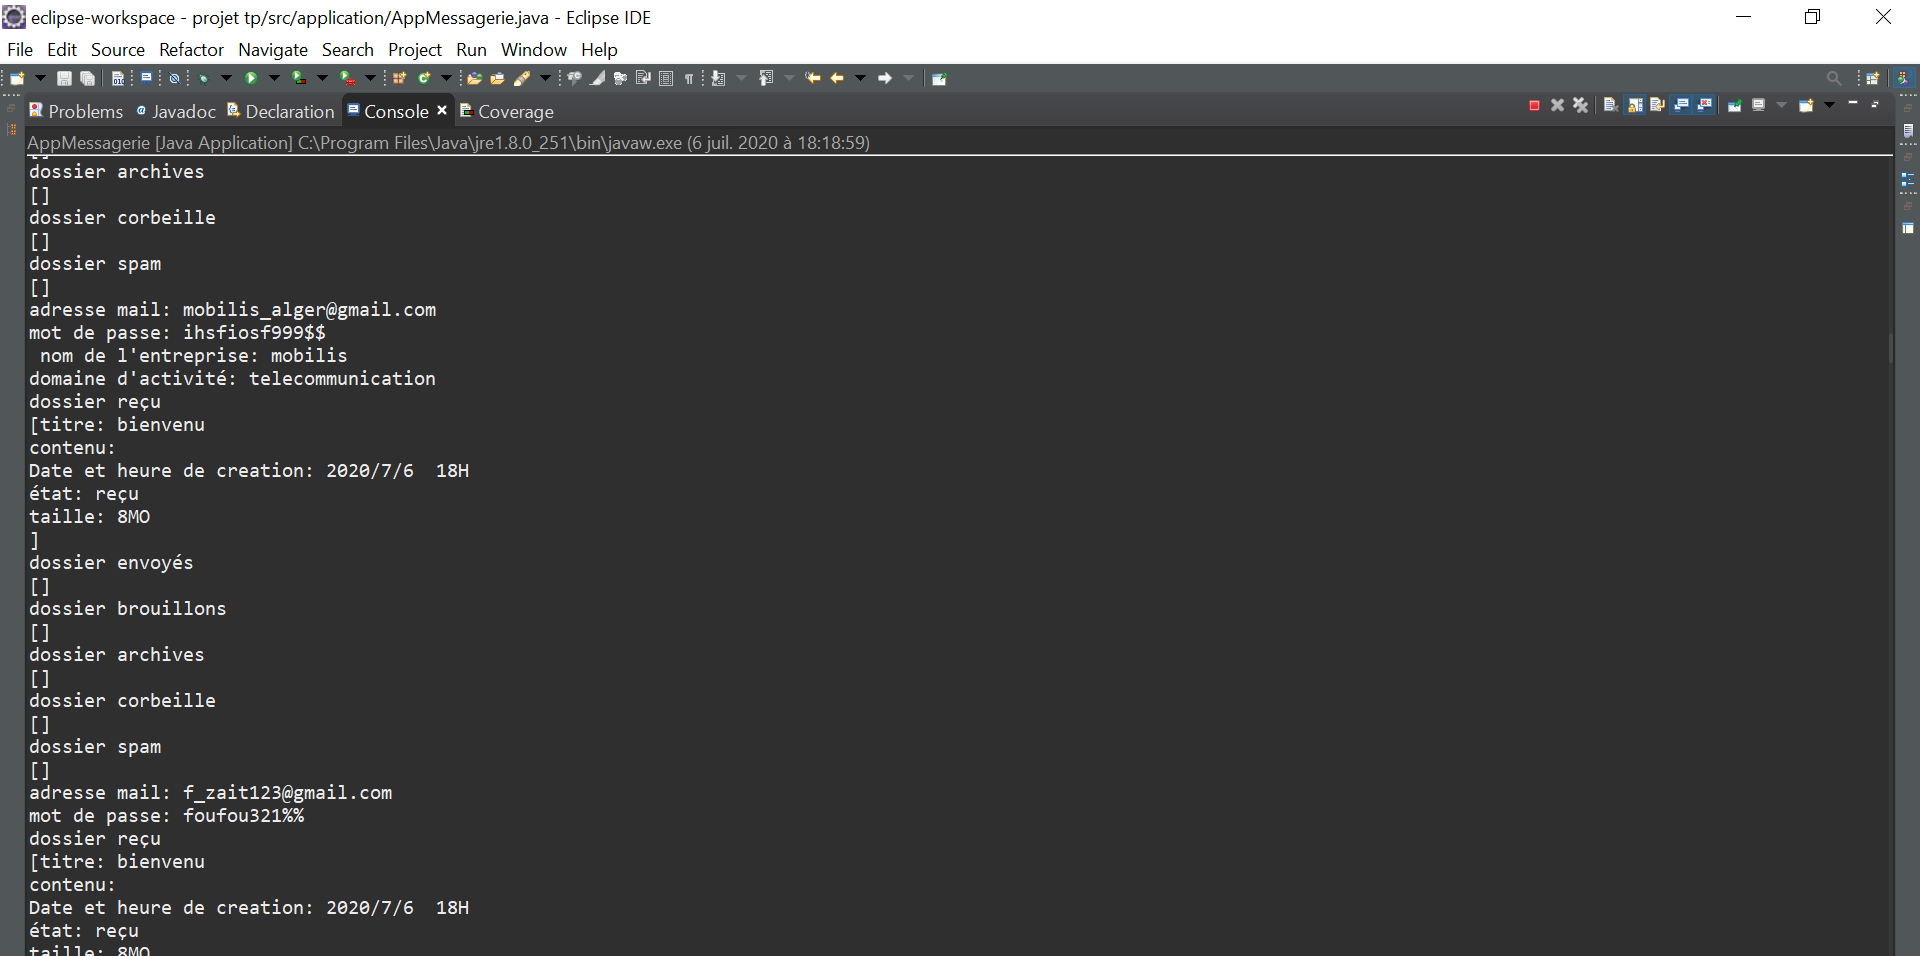 eclipse-workspace - projet tp/src/application/AppMessagerie.java - Eclipse IDE
File Edit Source Refactor Navigate Search Project Run Window Help
Problems Javadoc Declaration Console Coverage
AppMessagerie [Java Application] C:\Program Files\Java\jre1.8.0_251\bin\javaw.exe (6 juil. 2020 à 18:18:59)
[]
dossier archives
[]
dossier corbeille
[]
dossier spam
[]
adresse mail: mobilis_alger@gmail.com
mot de passe: ihsfiosf999$$
nom de l'entreprise: mobilis
domaine d'activité: telecommunication
dossier reçu
[titre: bienvenu
contenu:
Date et heure de creation: 2020/7/6  18H
état: reçu
taille: 8MO
]
dossier envoyés
[]
dossier brouillons
[]
dossier archives
[]
dossier corbeille
[]
dossier spam
[]
adresse mail: f_zait123@gmail.com
mot de passe: foufou321%%
dossier reçu
[titre: bienvenu
contenu:
Date et heure de creation: 2020/7/6  18H
état: reçu
taille: 8MO